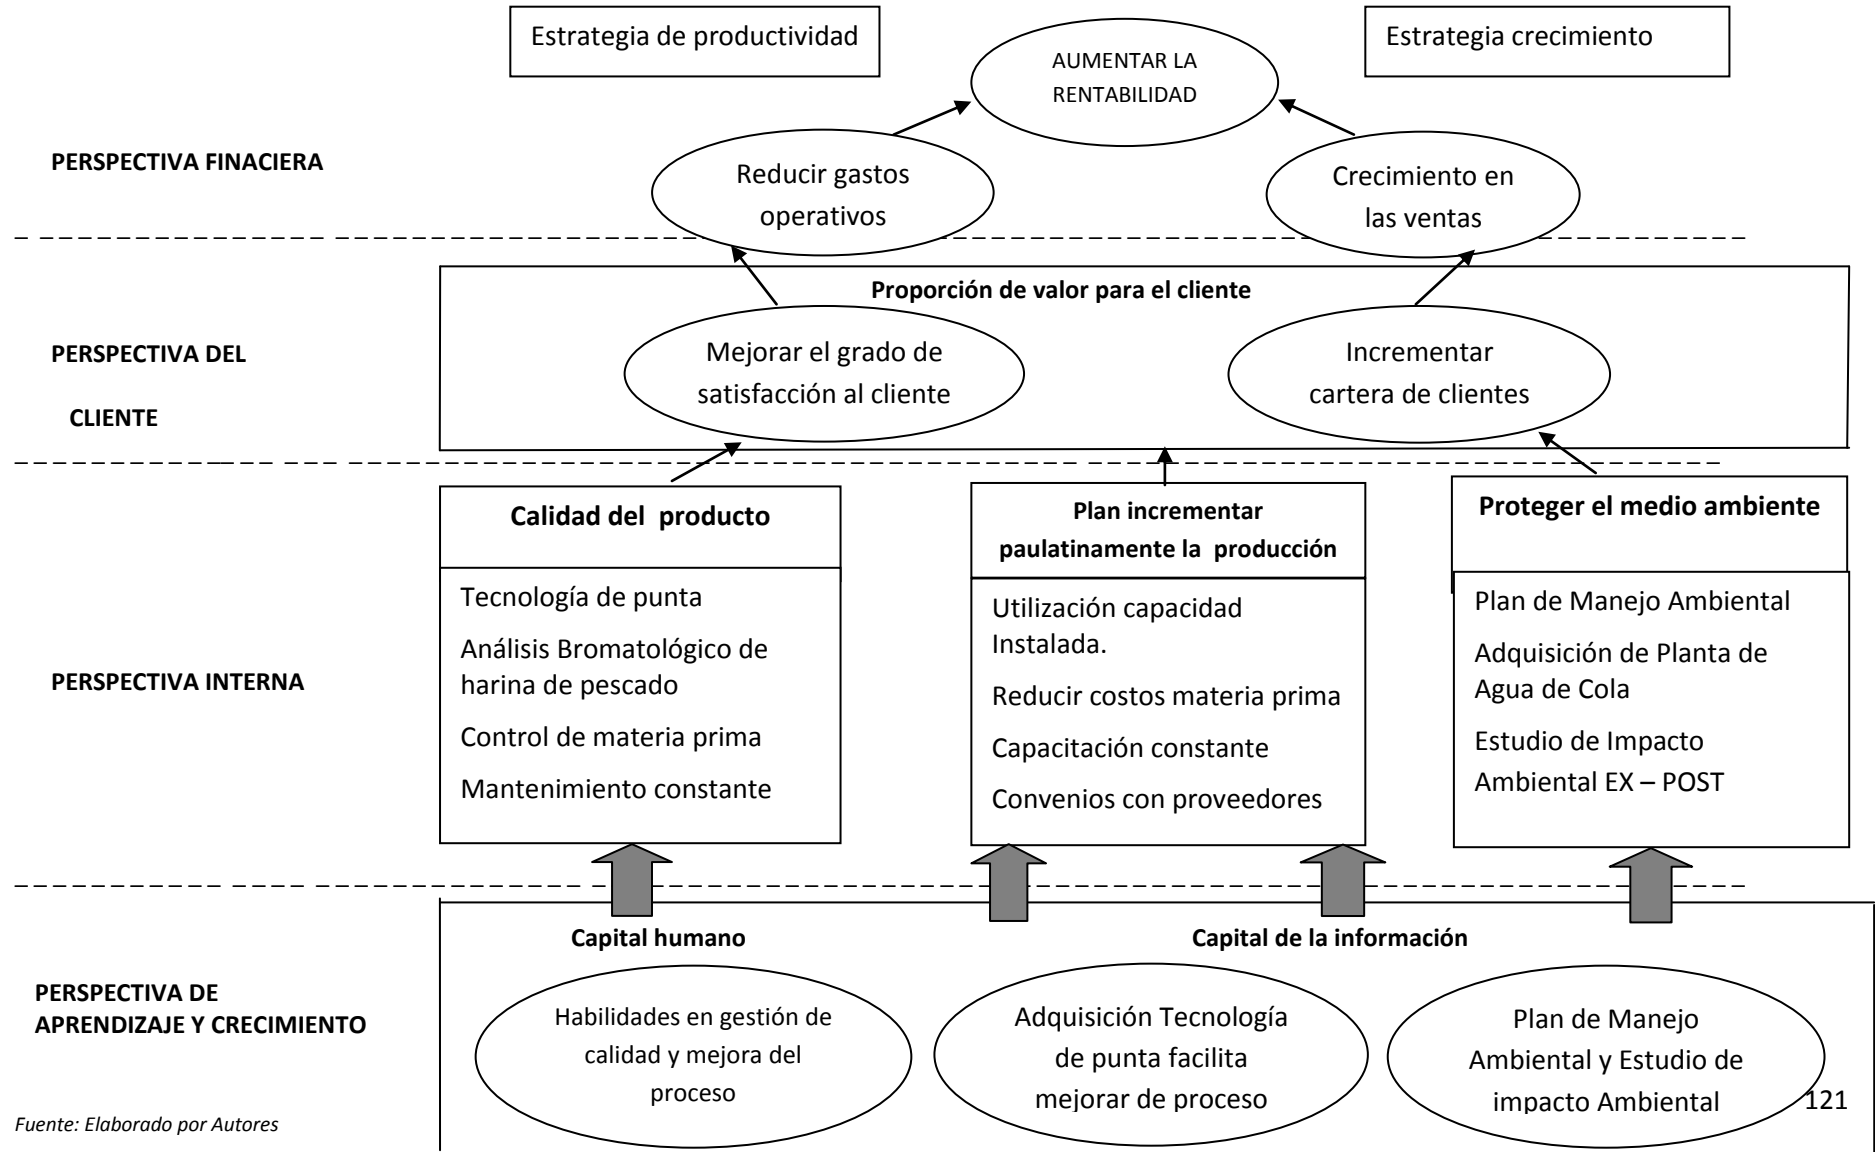 Estrategia de productividad
AUMENTAR LA
RENTABILIDAD
Estrategia crecimiento
PERSPECTIVA FINACIERA
Reducir gastos
operativos
Crecimiento en
las ventas
Proporción de valor para el cliente
PERSPECTIVA DEL
CLIENTE
Mejorar el grado de
satisfacción al cliente
Incrementar
cartera de clientes
PERSPECTIVA INTERNA
Calidad del producto
Tecnología de punta
Análisis Bromatológico de
harina de pescado
Control de materia prima
Mantenimiento constante
Plan incrementar
paulatinamente la producción
Utilización capacidad
Instalada.
Reducir costos materia prima
Capacitación constante
Convenios con proveedores
Proteger el medio ambiente
Plan de Manejo Ambiental
Adquisición de Planta de
Agua de Cola
Estudio de Impacto
Ambiental EX – POST
PERSPECTIVA DE
APRENDIZAJE Y CRECIMIENTO
Capital humano
Capital de la información
Habilidades en gestión de
calidad y mejora del
proceso
Adquisición Tecnología
de punta facilita
mejorar de proceso
Plan de Manejo
Ambiental y Estudio de
impacto Ambiental
121
Fuente: Elaborado por Autores